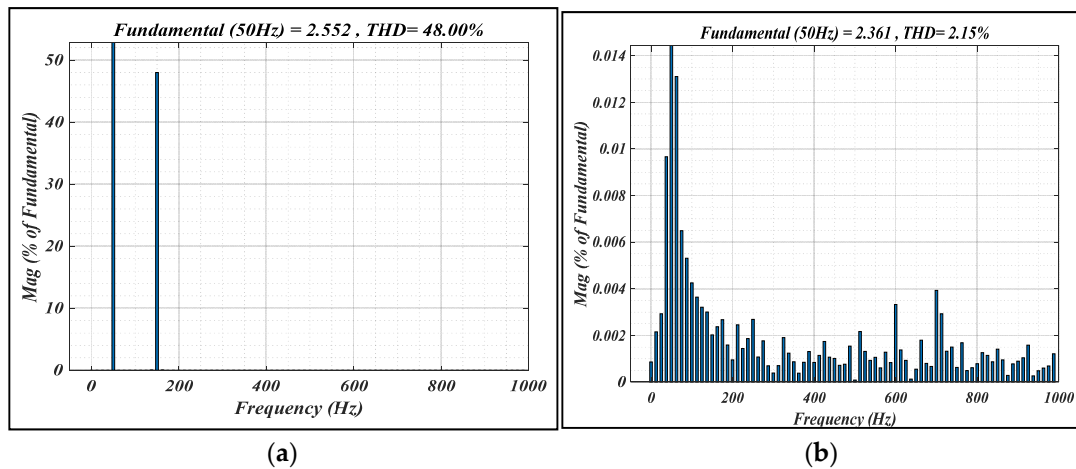 Fundamental (50Hz) = 2.552 , THD= 48.00%
50
40
30
20
10
0
Mag (% of Fundamental)
0 200 400 600 800 1000
Frequency (Hz)
(a)
Fundamental (50Hz) = 2.361 , THD= 2.15%
0.014
0.012
0.01
0.008
0.006
0.004
0.002
0
Mag (% of Fundamental)
0 200 400 600 800 1000
Frequency (Hz)
(b)